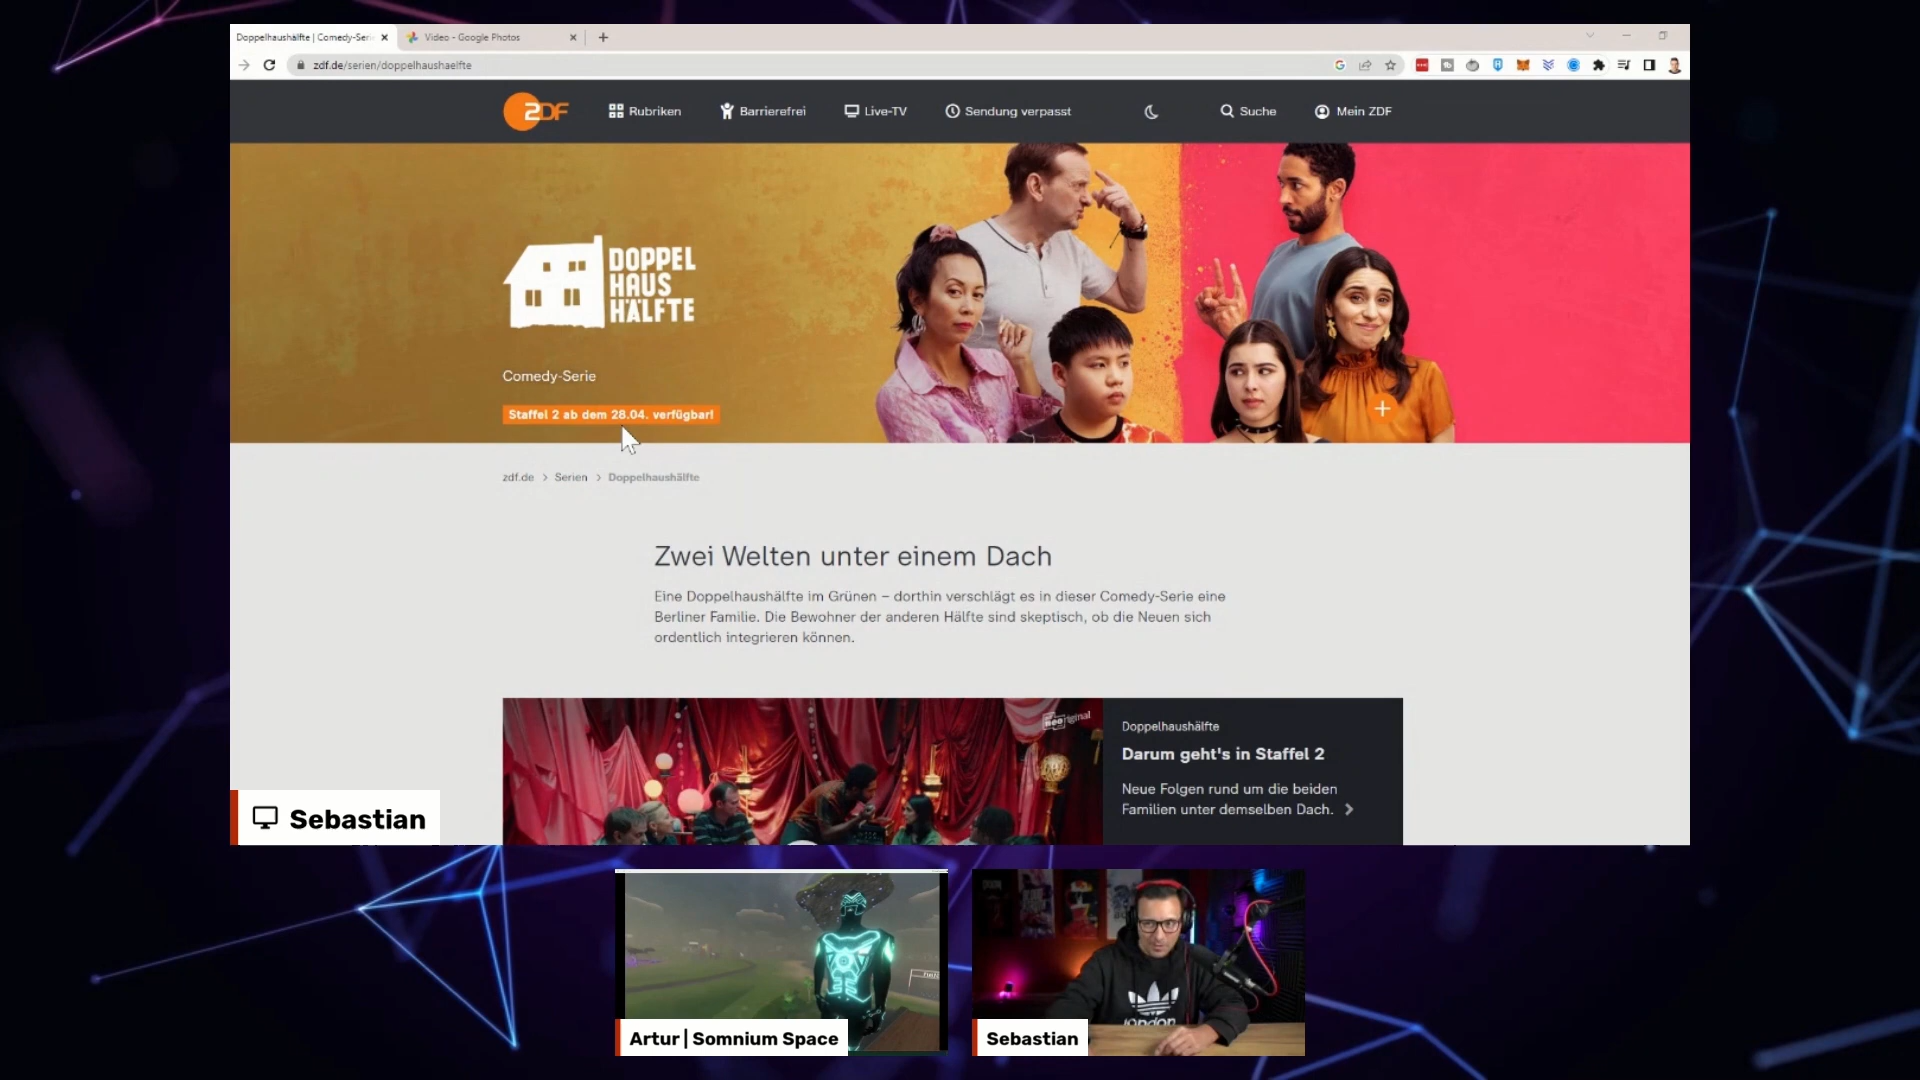 Doppelhaushälfte | Comedy-Seri
Video - Google Photos
zdf.de/serien/doppelhaushaelfte
ZDF
Rubriken
Barrierefrei
Live-TV
Sendung verpasst
Suche
Mein ZDF
DOPPEL
HAUS
HÄLFTE
Comedy-Serie
Staffel 2 ab dem 28.04. verfügbar!
zdf.de > Serien > Doppelhaushälfte
Zwei Welten unter einem Dach
Eine Doppelhaushälfte im Grünen – dorthin verschlägt es in dieser Comedy-Serie eine
Berliner Familie. Die Bewohner der anderen Hälfte sind skeptisch, ob die Neuen sich
ordentlich integrieren können.
neoriginal
Doppelhaushälfte
Darum geht's in Staffel 2
Neue Folgen rund um die beiden
Familien unter demselben Dach.
Sebastian
Artur | Somnium Space
london
Sebastian